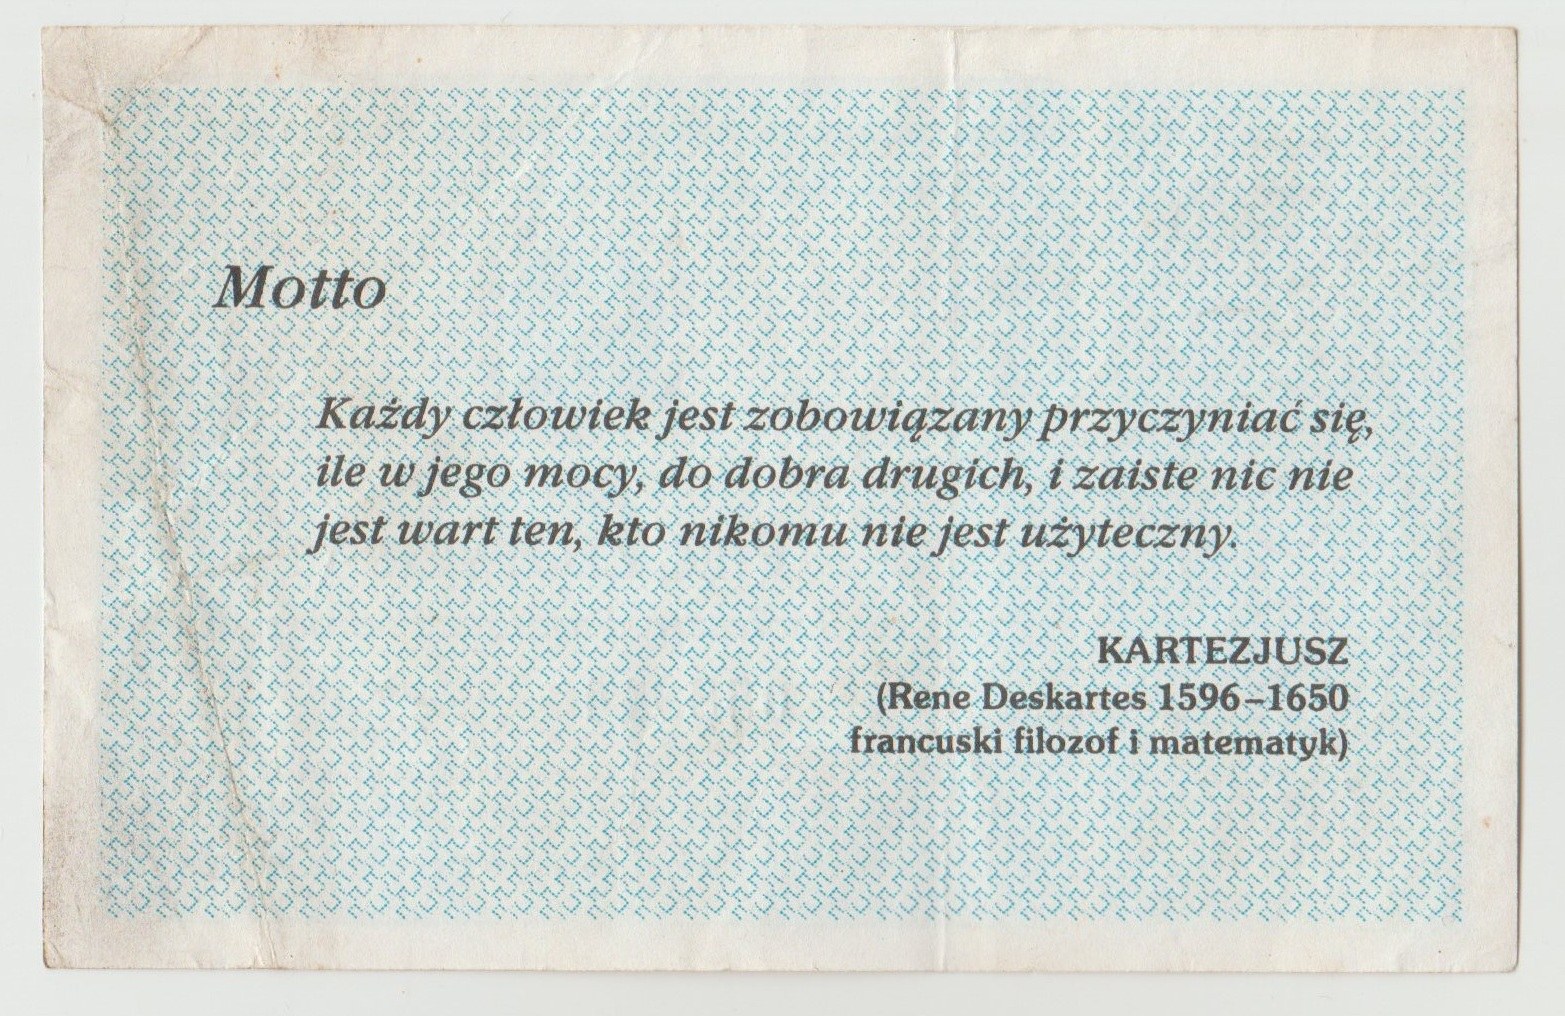 Motto
Każdy człowiek jest zobowiązany przyczyniać się,
ile w jego mocy, do dobra drugich, i zaiste nic nie
jest wart ten, kto nikomu nie jest użyteczny.
KARTEZJUSZ
(Rene Deskartes 1596–1650
francuski filozof i matematyk)